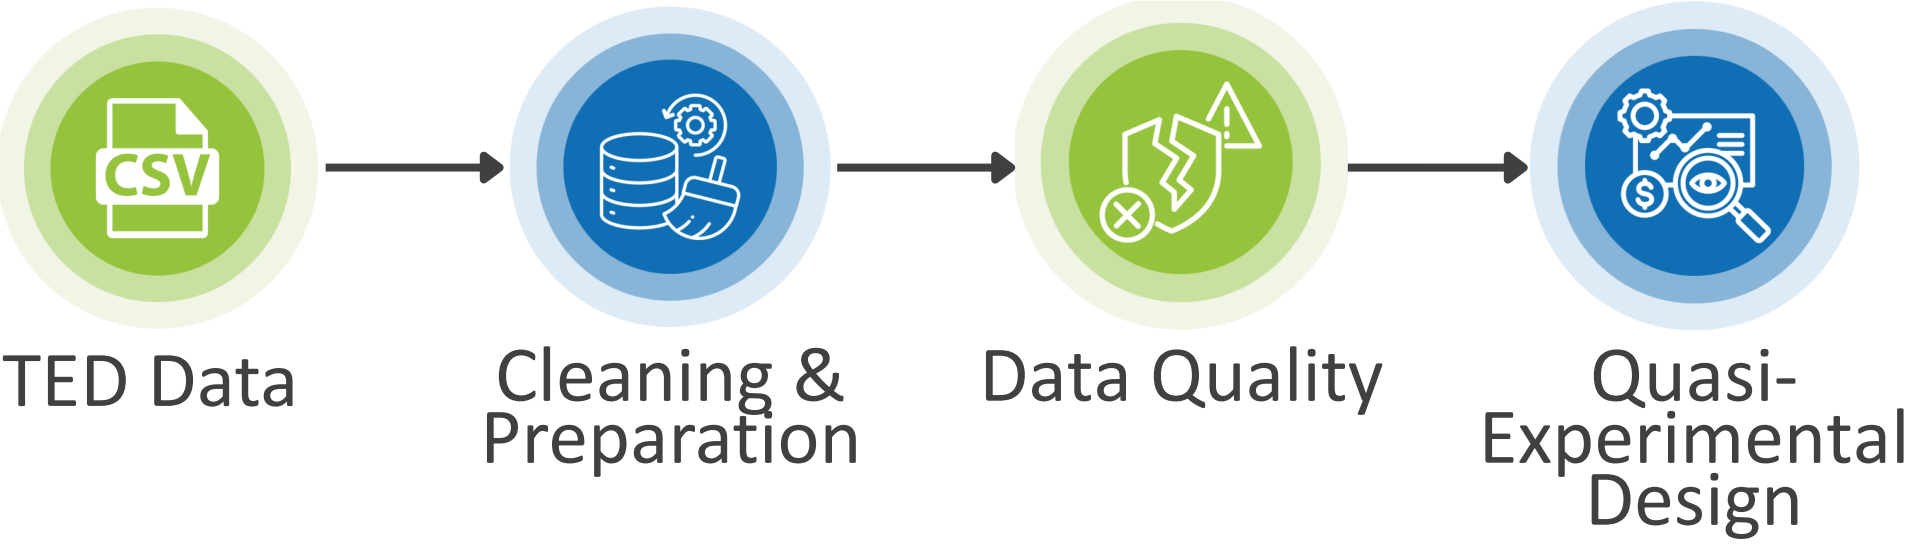 CSV
TED Data
Cleaning &
Preparation
Data Quality
Quasi-
Experimental
Design